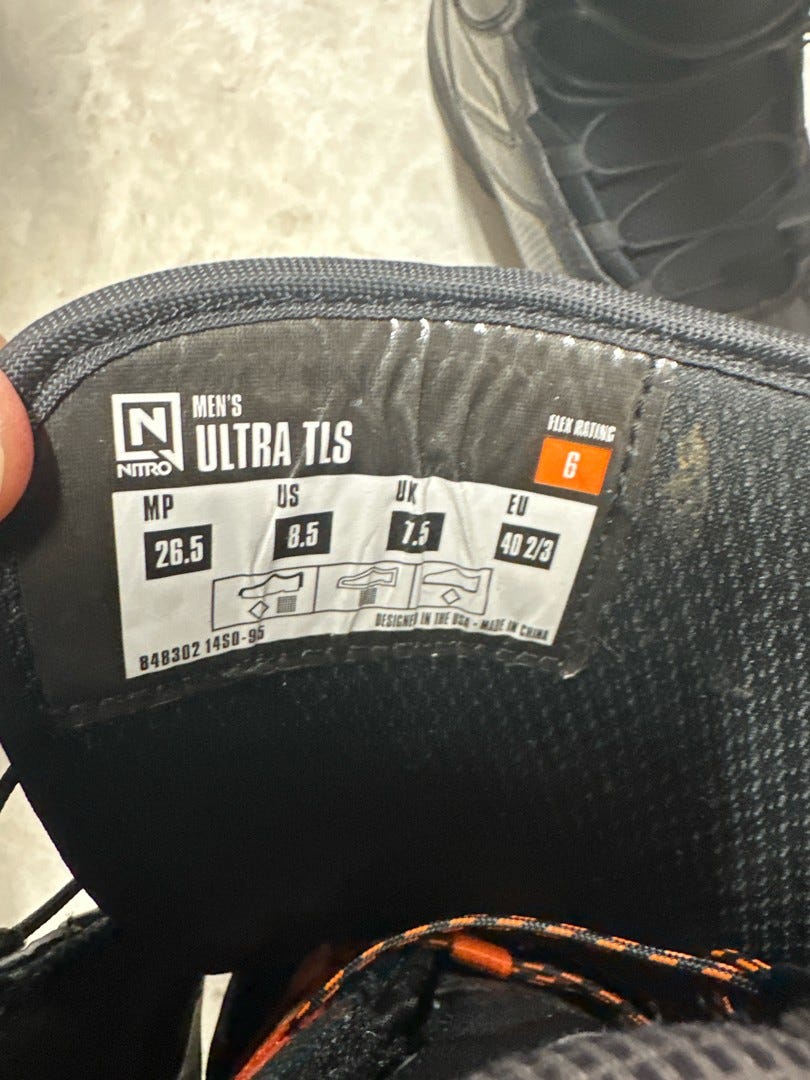 N
NITRO
MEN'S
ULTRA TLS
FLEX RATING
6
MP US UK EU
26.5 8.5 7.5 40 2/3
DESIGNED IN THE USA - MADE IN CHINA
848302 14SO-95